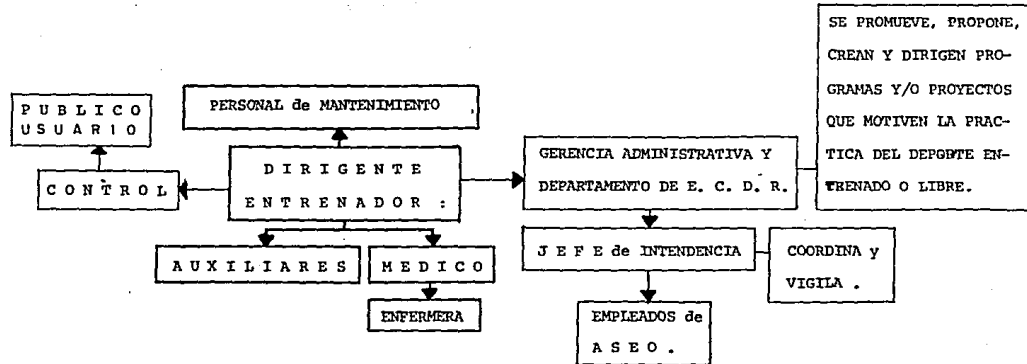 SE PROMUEVE, PROPONE,
CREAN Y DIRIGEN PRO-
GRAMAS Y/O PROYECTOS
QUE MOTIVEN LA PRAC-
TICA DEL DEPORTE EN-
TRENADO O LIBRE.
PERSONAL de MANTENIMIENTO .
PUBLICO
USUARIO
CONTROL
DIRIGENTE
ENTRENADOR :
GERENCIA ADMINISTRATIVA Y
DEPARTAMENTO DE E. C. D. R.
AUXILIARES
MEDICO
ENFERMERA
JEFE de INTENDENCIA
COORDINA y
VIGILA .
EMPLEADOS de
ASEO .